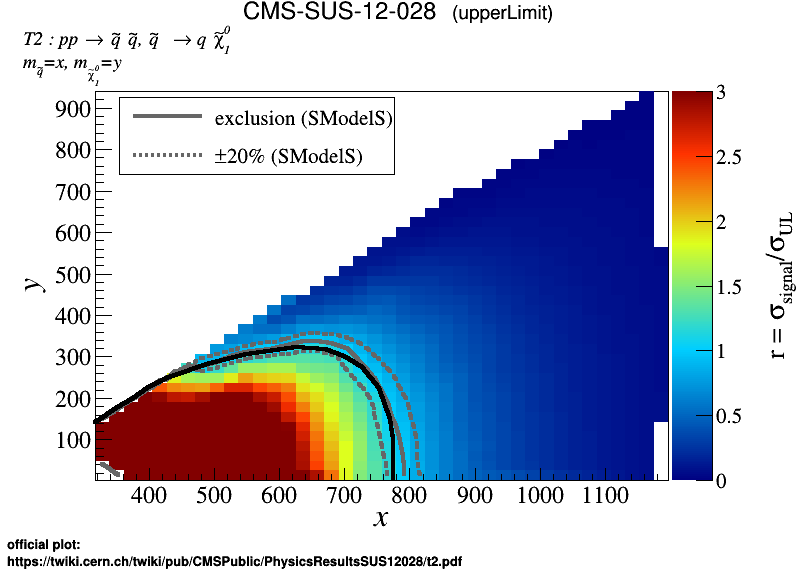 CMS-SUS-12-028 (upperLimit)
T2 : pp → q̃ q̃, q̃ → q χ̃₁⁰
m_q̃=x, m_χ̃₁⁰=y
exclusion (SModelS)
±20% (SModelS)
900
800
700
600
500
400
300
200
100
y
400 500 600 700 800 900 1000 1100
x
3
2.5
2
1.5
1
0.5
0
r = σ_signal/σ_UL
official plot:
https://twiki.cern.ch/twiki/pub/CMSPublic/PhysicsResultsSUS12028/t2.pdf